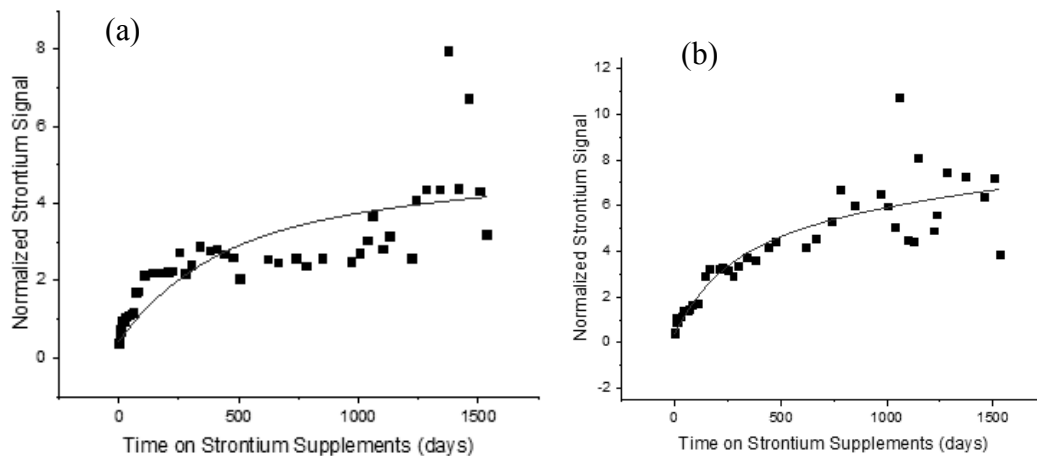 (a)
Normalized Strontium Signal
8
6
4
2
0
0 500 1000 1500
Time on Strontium Supplements (days)
(b)
Normalized Strontium Signal
12
10
8
6
4
2
0
-2
0 500 1000 1500
Time on Strontium Supplements (days)